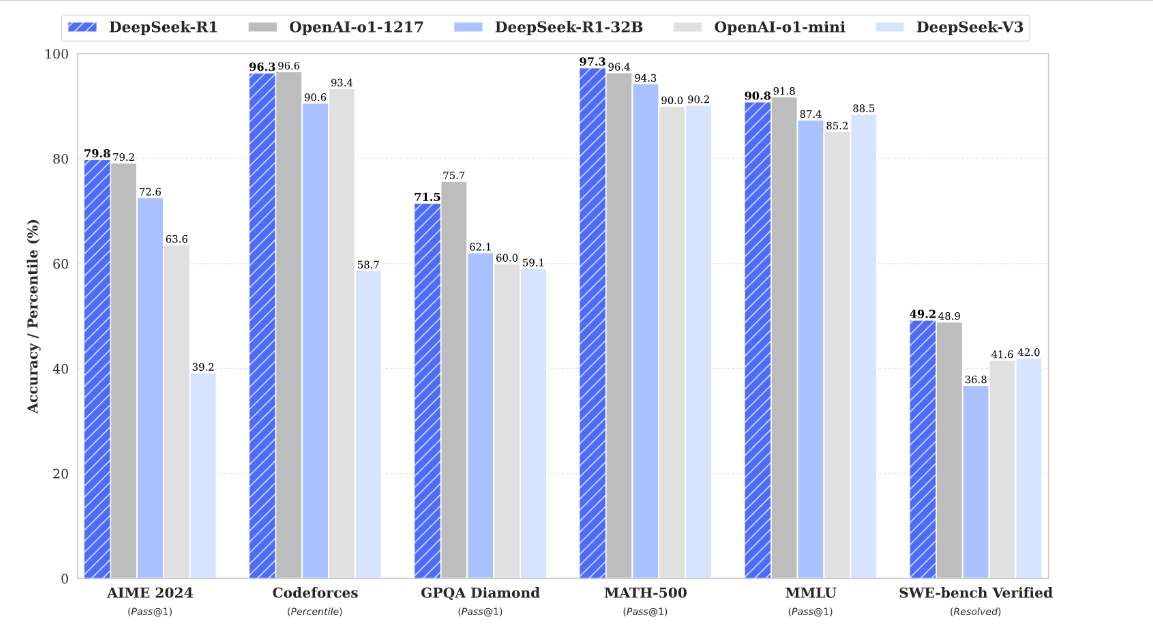 DeepSeek-R1 OpenAI-o1-1217 DeepSeek-R1-32B OpenAI-o1-mini DeepSeek-V3
Accuracy / Percentile (%)
100
80
60
40
20
0
79.8 79.2 72.6 63.6 39.2
96.3 96.6 90.6 93.4 58.7
71.5 75.7 62.1 60.0 59.1
97.3 96.4 94.3 90.0 90.2
90.8 91.8 87.4 85.2 88.5
49.2 48.9 36.8 41.6 42.0
AIME 2024 Codeforces GPQA Diamond MATH-500 MMLU SWE-bench Verified
(Pass@1) (Percentile) (Pass@1) (Pass@1) (Pass@1) (Resolved)